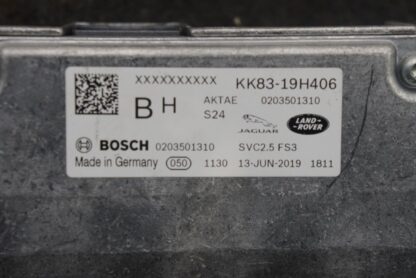 XXXXXXXXXX
KK83-19H406
B H
AKTAE
0203501310
S24
JAGUAR
LAND-ROVER
BOSCH 0203501310
SVC2.5 FS3
Made in Germany 050
1130 13-JUN-2019 1811